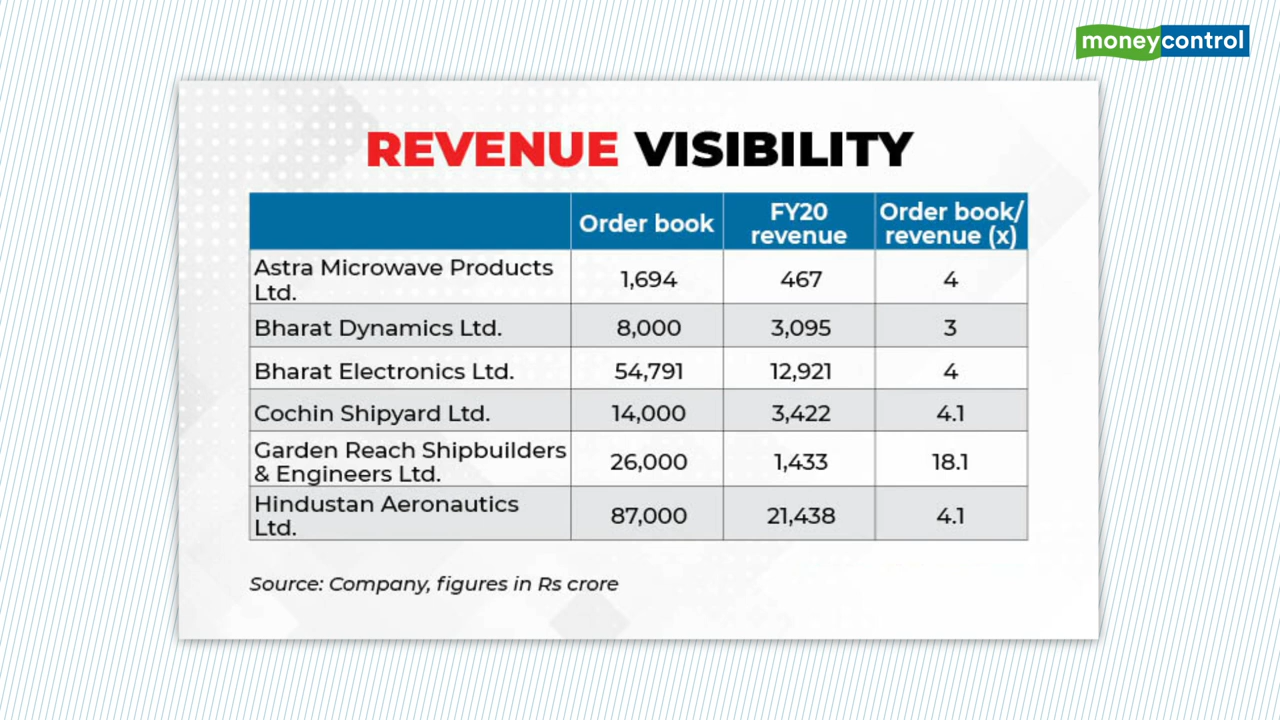 moneycontrol
REVENUE VISIBILITY
Order book
FY20
revenue
Order book/
revenue (x)
Astra Microwave Products
Ltd.
1,694
467
4
Bharat Dynamics Ltd.
8,000
3,095
3
Bharat Electronics Ltd.
54,791
12,921
4
Cochin Shipyard Ltd.
14,000
3,422
4.1
Garden Reach Shipbuilders
& Engineers Ltd.
26,000
1,433
18.1
Hindustan Aeronautics
Ltd.
87,000
21,438
4.1
Source: Company, figures in Rs crore